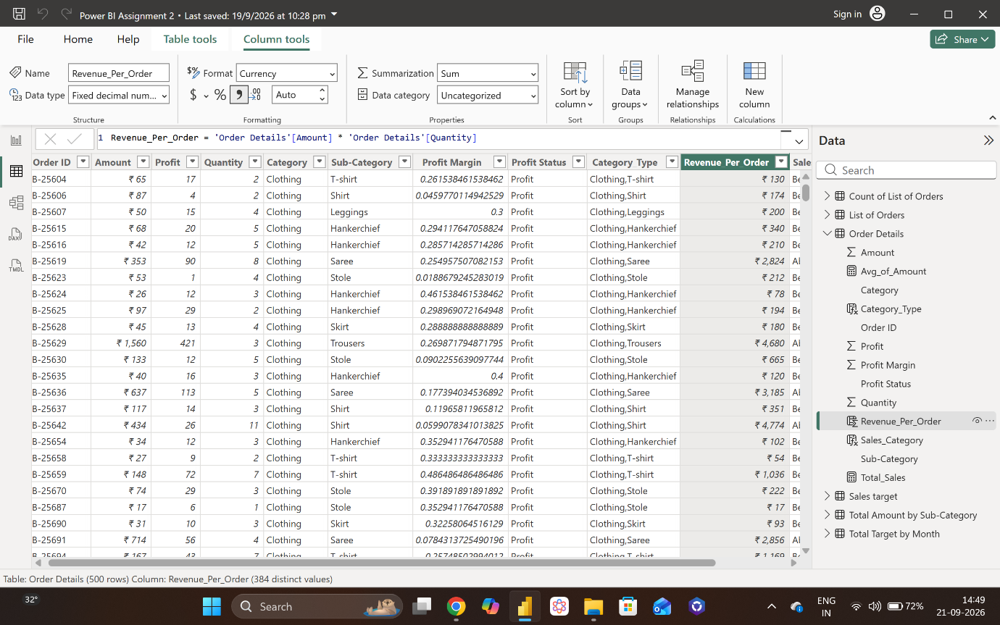 Power BI Assignment 2 • Last saved: 19/9/2026 at 10:28 pm
Sign in
File Home Help Table tools Column tools
Share
Name Revenue_Per_Order
$% Format Currency
Summarization Sum
Data type Fixed decimal num...
$ % , .00 Auto
Data category Uncategorized
Sort by column
Data groups
Manage relationships
New column
Structure Formatting Properties Sort Groups Relationships Calculations
1 Revenue_Per_Order = 'Order Details'[Amount] * 'Order Details'[Quantity]
Order ID Amount Profit Quantity Category Sub-Category Profit Margin Profit Status Category_Type Revenue_Per_Order Sale
B-25604 ₹ 65 17 2 Clothing T-shirt 0.261538461538462 Profit Clothing,T-shirt ₹ 130 Be
B-25606 ₹ 87 4 2 Clothing Shirt 0.0459770114942529 Profit Clothing,Shirt ₹ 174 Be
B-25607 ₹ 50 15 4 Clothing Leggings 0.3 Profit Clothing,Leggings ₹ 200 Be
B-25615 ₹ 68 20 5 Clothing Hankerchief 0.294117647058824 Profit Clothing,Hankerchief ₹ 340 Be
B-25616 ₹ 42 12 5 Clothing Hankerchief 0.285714285714286 Profit Clothing,Hankerchief ₹ 210 Be
B-25619 ₹ 353 90 8 Clothing Saree 0.254957507082153 Profit Clothing,Saree ₹ 2,824 Al
B-25623 ₹ 53 1 4 Clothing Stole 0.0188679245283019 Profit Clothing,Stole ₹ 212 Be
B-25624 ₹ 26 12 3 Clothing Hankerchief 0.461538461538462 Profit Clothing,Hankerchief ₹ 78 Be
B-25625 ₹ 97 29 2 Clothing Hankerchief 0.298969072164948 Profit Clothing,Hankerchief ₹ 194 Be
B-25628 ₹ 45 13 4 Clothing Skirt 0.288888888888889 Profit Clothing,Skirt ₹ 180 Be
B-25629 ₹ 1,560 421 3 Clothing Trousers 0.269871794871795 Profit Clothing,Trousers ₹ 4,680 Al
B-25630 ₹ 133 12 5 Clothing Stole 0.0902255639097744 Profit Clothing,Stole ₹ 665 Be
B-25635 ₹ 40 16 3 Clothing Hankerchief 0.4 Profit Clothing,Hankerchief ₹ 120 Be
B-25636 ₹ 637 113 5 Clothing Saree 0.177394034536892 Profit Clothing,Saree ₹ 3,185 Al
B-25637 ₹ 117 14 3 Clothing Shirt 0.11965811965812 Profit Clothing,Shirt ₹ 351 Be
B-25642 ₹ 434 26 11 Clothing Shirt 0.0599078341013825 Profit Clothing,Shirt ₹ 4,774 Al
B-25654 ₹ 34 12 3 Clothing Hankerchief 0.352941176470588 Profit Clothing,Hankerchief ₹ 102 Be
B-25658 ₹ 27 9 2 Clothing T-shirt 0.333333333333333 Profit Clothing,T-shirt ₹ 54 Be
B-25659 ₹ 148 72 7 Clothing T-shirt 0.486486486486486 Profit Clothing,T-shirt ₹ 1,036 Be
B-25670 ₹ 74 29 3 Clothing Stole 0.391891891891892 Profit Clothing,Stole ₹ 222 Be
B-25687 ₹ 17 6 1 Clothing Stole 0.352941176470588 Profit Clothing,Stole ₹ 17 Be
B-25690 ₹ 31 10 3 Clothing Skirt 0.32258064516129 Profit Clothing,Skirt ₹ 93 Be
B-25691 ₹ 714 56 4 Clothing Saree 0.0784313725490196 Profit Clothing,Saree ₹ 2,856 Al
B-25694 ₹ 167 43 7 Clothing T-shirt 0.25748502994012 Profit Clothing,T-shirt ₹ 1,169 Be
Data
Search
Count of List of Orders
List of Orders
Order Details
Amount
Avg_of_Amount
Category
Category_Type
Order ID
Profit
Profit Margin
Profit Status
Quantity
Revenue_Per_Order
Sales_Category
Sub-Category
Total_Sales
Sales target
Total Amount by Sub-Category
Total Target by Month
DAX
TMDL
Table: Order Details (500 rows) Column: Revenue_Per_Order (384 distinct values)
32°
Search
ENG
IN
72%
14:49
21-09-2026